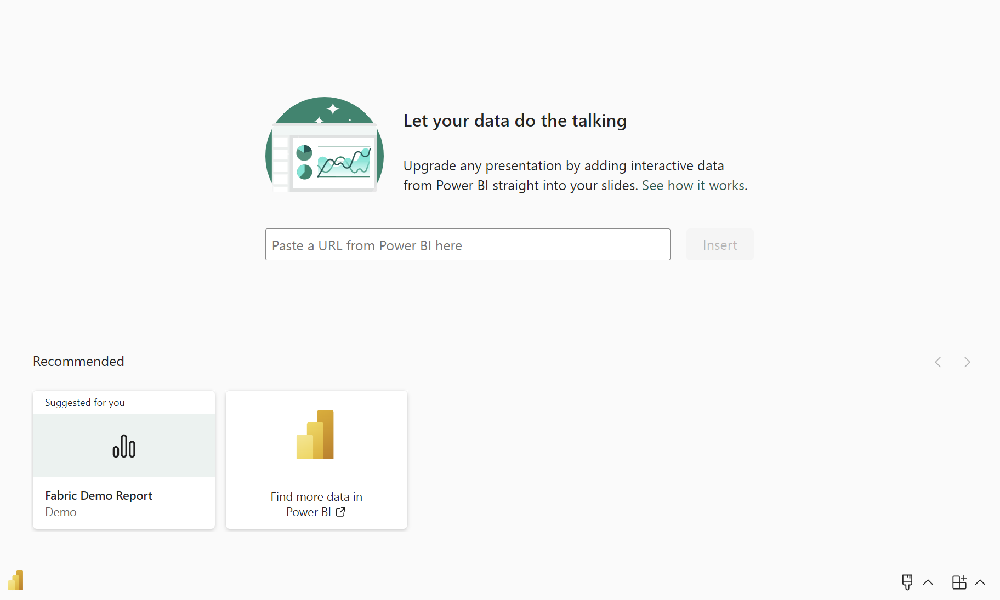 Let your data do the talking
Upgrade any presentation by adding interactive data
from Power BI straight into your slides. See how it works.
Paste a URL from Power BI here
Insert
Recommended
Suggested for you
Fabric Demo Report
Demo
Find more data in
Power BI